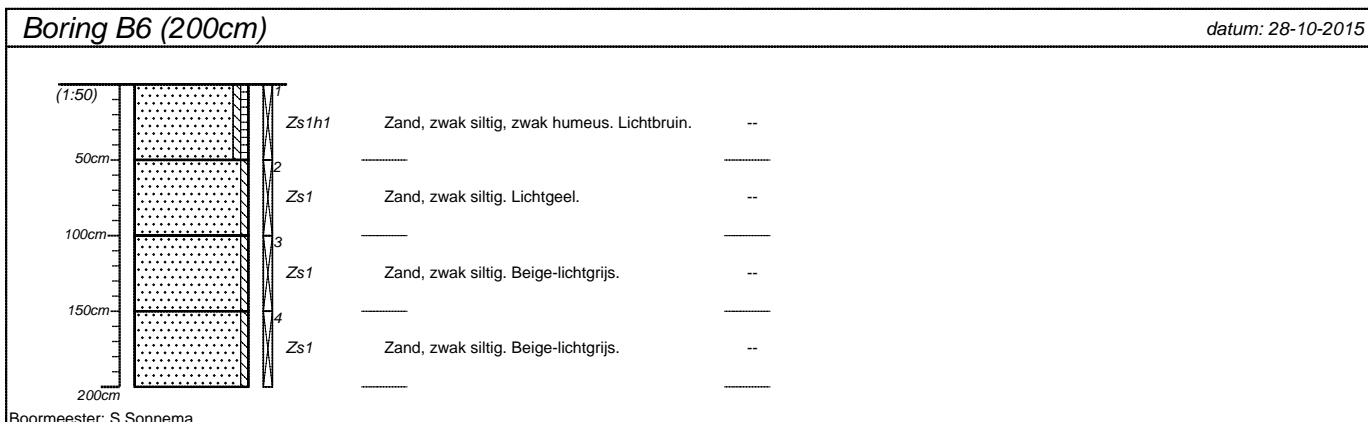 Boring B6 (200cm) datum: 28-10-2015
(1:50)
1
Zs1h1 Zand, zwak siltig, zwak humeus. Lichtbruin. --
50cm
2
Zs1 Zand, zwak siltig. Lichtgeel. --
100cm
3
Zs1 Zand, zwak siltig. Beige-lichtgrijs. --
150cm
4
Zs1 Zand, zwak siltig. Beige-lichtgrijs. --
200cm
Boormeester: S.Sonnema